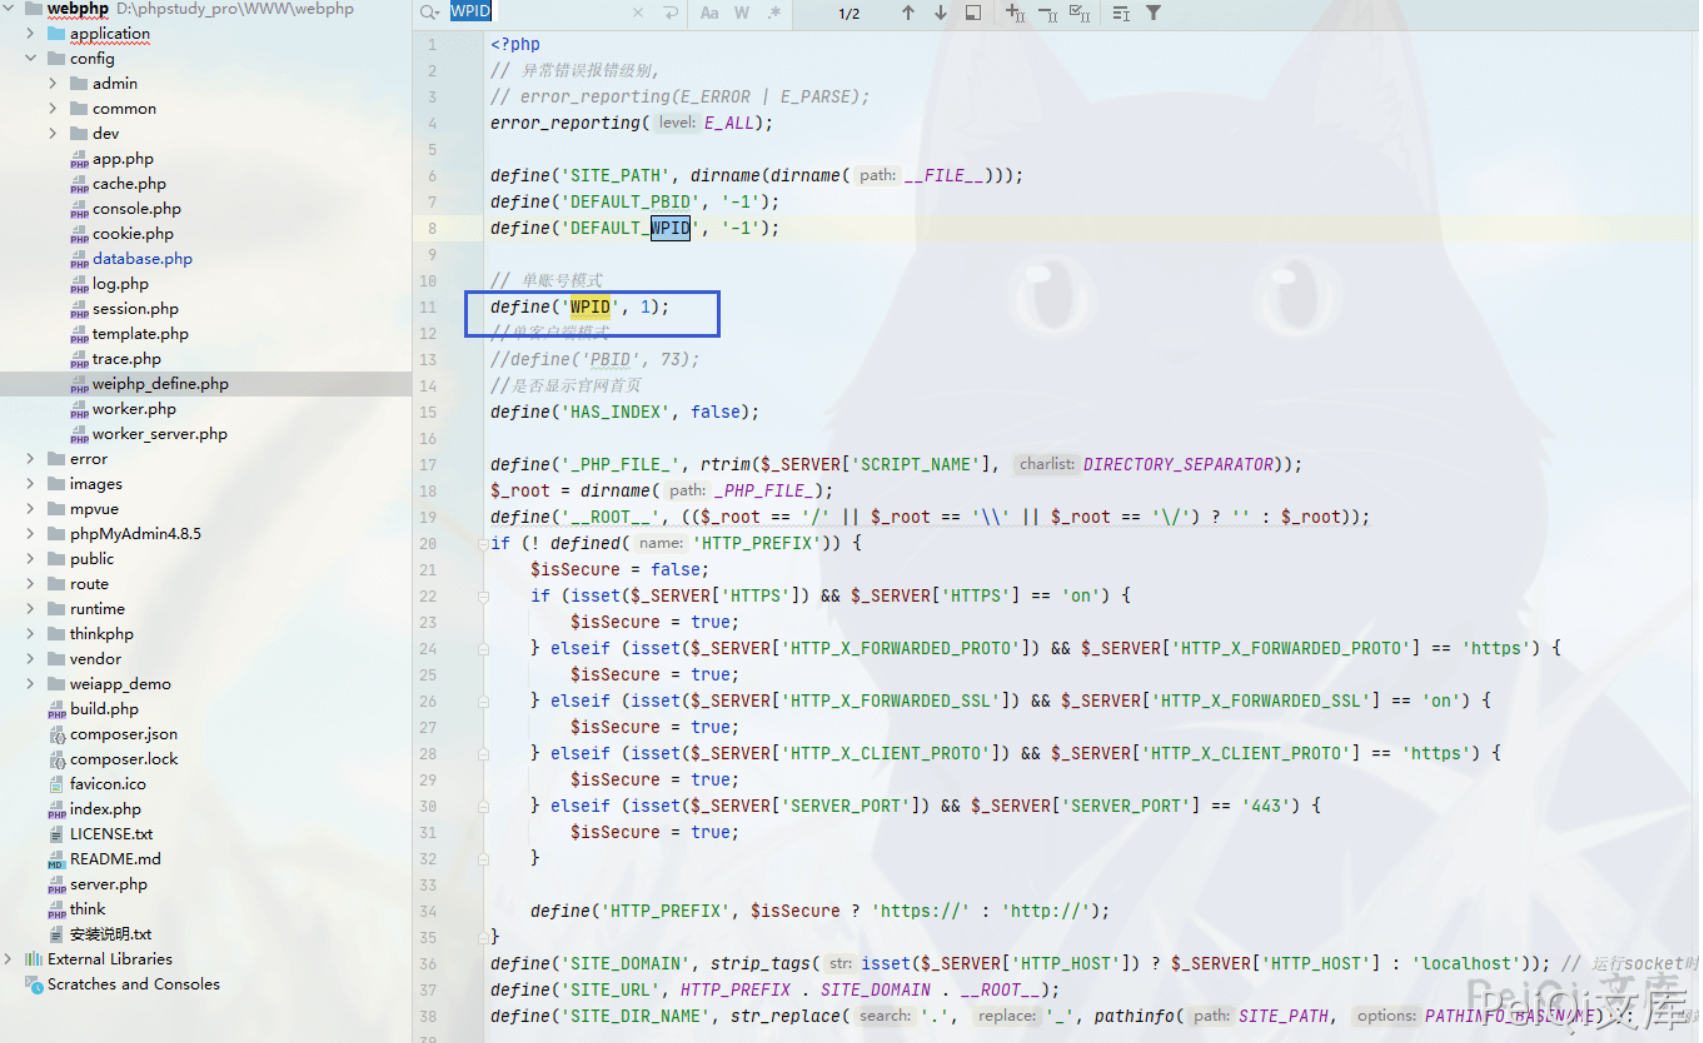 webphp D:\phpstudy_pro\WWW\webphp
application
config
admin
common
dev
app.php
cache.php
console.php
cookie.php
database.php
log.php
session.php
template.php
trace.php
weiphp_define.php
worker.php
worker_server.php
error
images
mpvue
phpMyAdmin4.8.5
public
route
runtime
thinkphp
vendor
weiapp_demo
build.php
composer.json
composer.lock
favicon.ico
index.php
LICENSE.txt
README.md
server.php
think
安装说明.txt
External Libraries
Scratches and Consoles
WPID Aa W .* 1/2
1 <?php
2 // 异常错误报错级别,
3 // error_reporting(E_ERROR | E_PARSE);
4 error_reporting( level: E_ALL);
5
6 define('SITE_PATH', dirname(dirname( path: __FILE__)));
7 define('DEFAULT_PBID', '-1');
8 define('DEFAULT_WPID', '-1');
9
10 // 单账号模式
11 define('WPID', 1);
12 //单客户端模式
13 //define('PBID', 73);
14 //是否显示官网首页
15 define('HAS_INDEX', false);
16
17 define('_PHP_FILE_', rtrim($_SERVER['SCRIPT_NAME'], charlist: DIRECTORY_SEPARATOR));
18 $_root = dirname( path: _PHP_FILE_);
19 define('__ROOT__', (($_root == '/' || $_root == '\\' || $_root == '\/') ? '' : $_root));
20 if (! defined( name: 'HTTP_PREFIX')) {
21 $isSecure = false;
22 if (isset($_SERVER['HTTPS']) && $_SERVER['HTTPS'] == 'on') {
23 $isSecure = true;
24 } elseif (isset($_SERVER['HTTP_X_FORWARDED_PROTO']) && $_SERVER['HTTP_X_FORWARDED_PROTO'] == 'https') {
25 $isSecure = true;
26 } elseif (isset($_SERVER['HTTP_X_FORWARDED_SSL']) && $_SERVER['HTTP_X_FORWARDED_SSL'] == 'on') {
27 $isSecure = true;
28 } elseif (isset($_SERVER['HTTP_X_CLIENT_PROTO']) && $_SERVER['HTTP_X_CLIENT_PROTO'] == 'https') {
29 $isSecure = true;
30 } elseif (isset($_SERVER['SERVER_PORT']) && $_SERVER['SERVER_PORT'] == '443') {
31 $isSecure = true;
32 }
33
34 define('HTTP_PREFIX', $isSecure ? 'https://' : 'http://');
35 }
36 define('SITE_DOMAIN', strip_tags( str: isset($_SERVER['HTTP_HOST']) ? $_SERVER['HTTP_HOST'] : 'localhost')); // 运行socket时
37 define('SITE_URL', HTTP_PREFIX . SITE_DOMAIN . __ROOT__);
38 define('SITE_DIR_NAME', str_replace( search: '.', replace: '_', pathinfo( path: SITE_PATH, options: PATHINFO_BASENAME)));
39
PeiQi文库